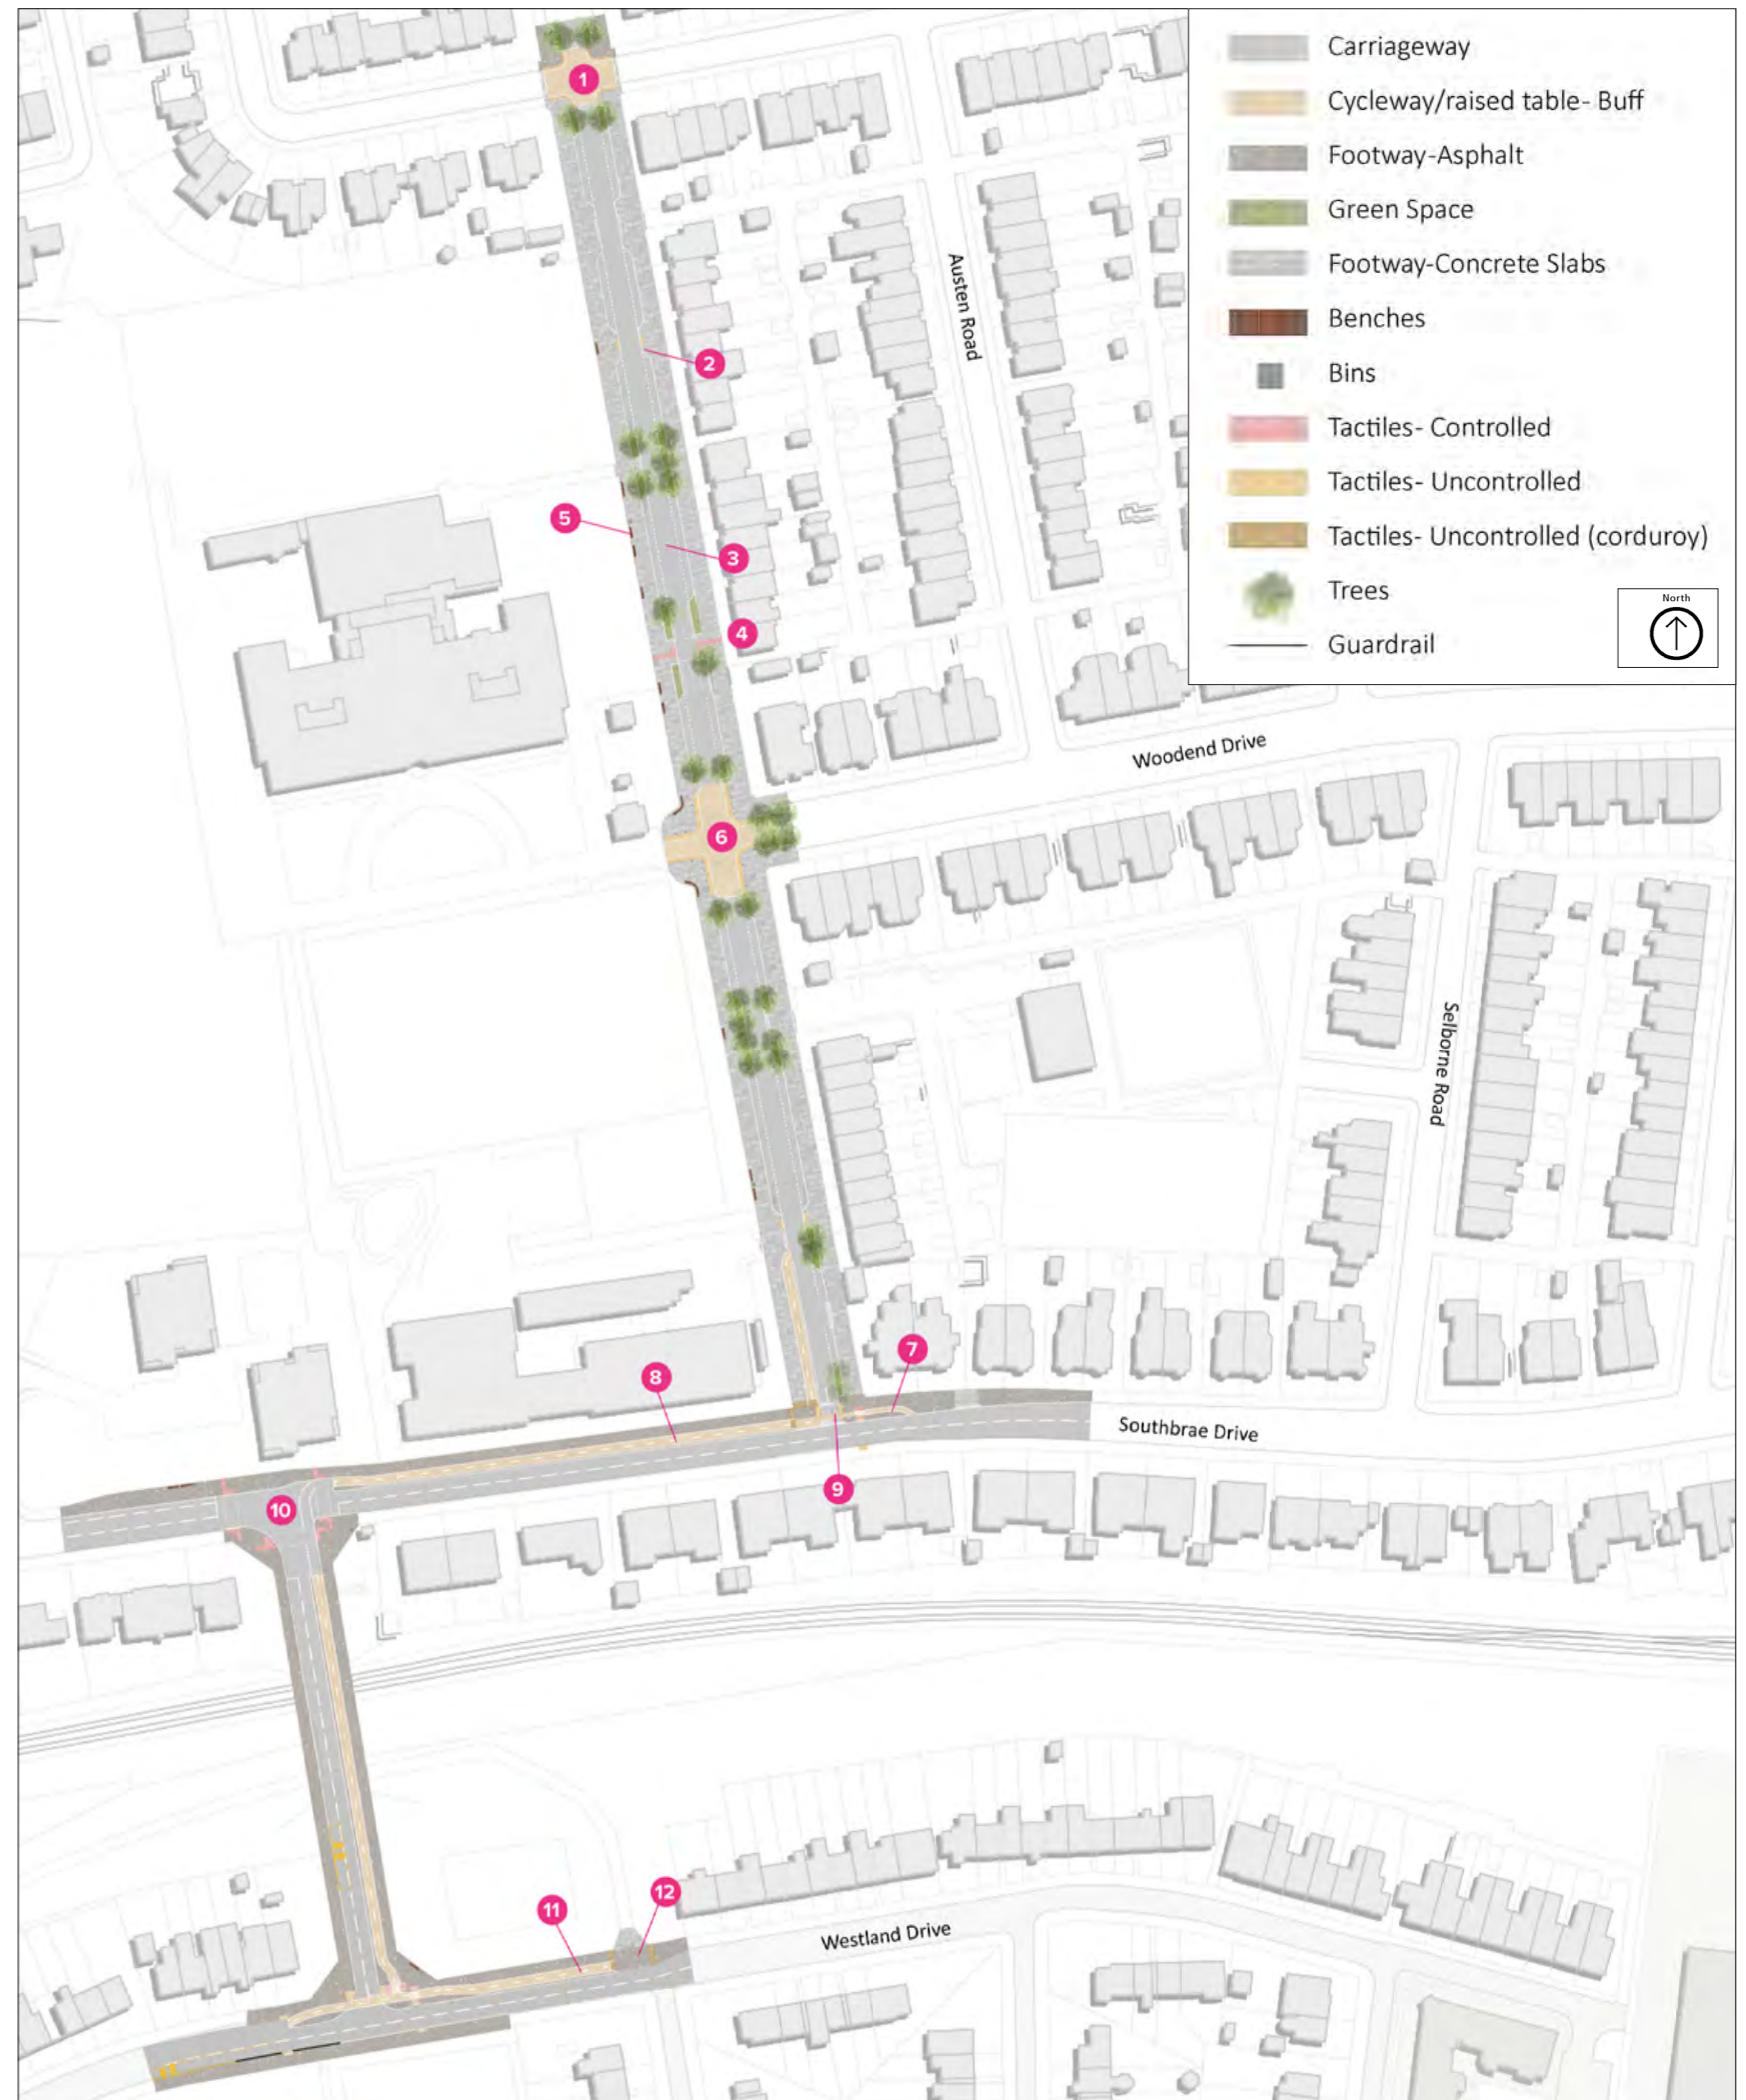 Carriageway
Cycleway/raised table- Buff
Footway-Asphalt
Green Space
Footway-Concrete Slabs
Benches
Bins
Tactiles- Controlled
Tactiles- Uncontrolled
Tactiles- Uncontrolled (corduroy)
Trees
Guardrail
North
1
2
Austen Road
5
3
4
Woodend Drive
6
Selborne Road
7
8
Southbrae Drive
9
10
11
12
Westland Drive